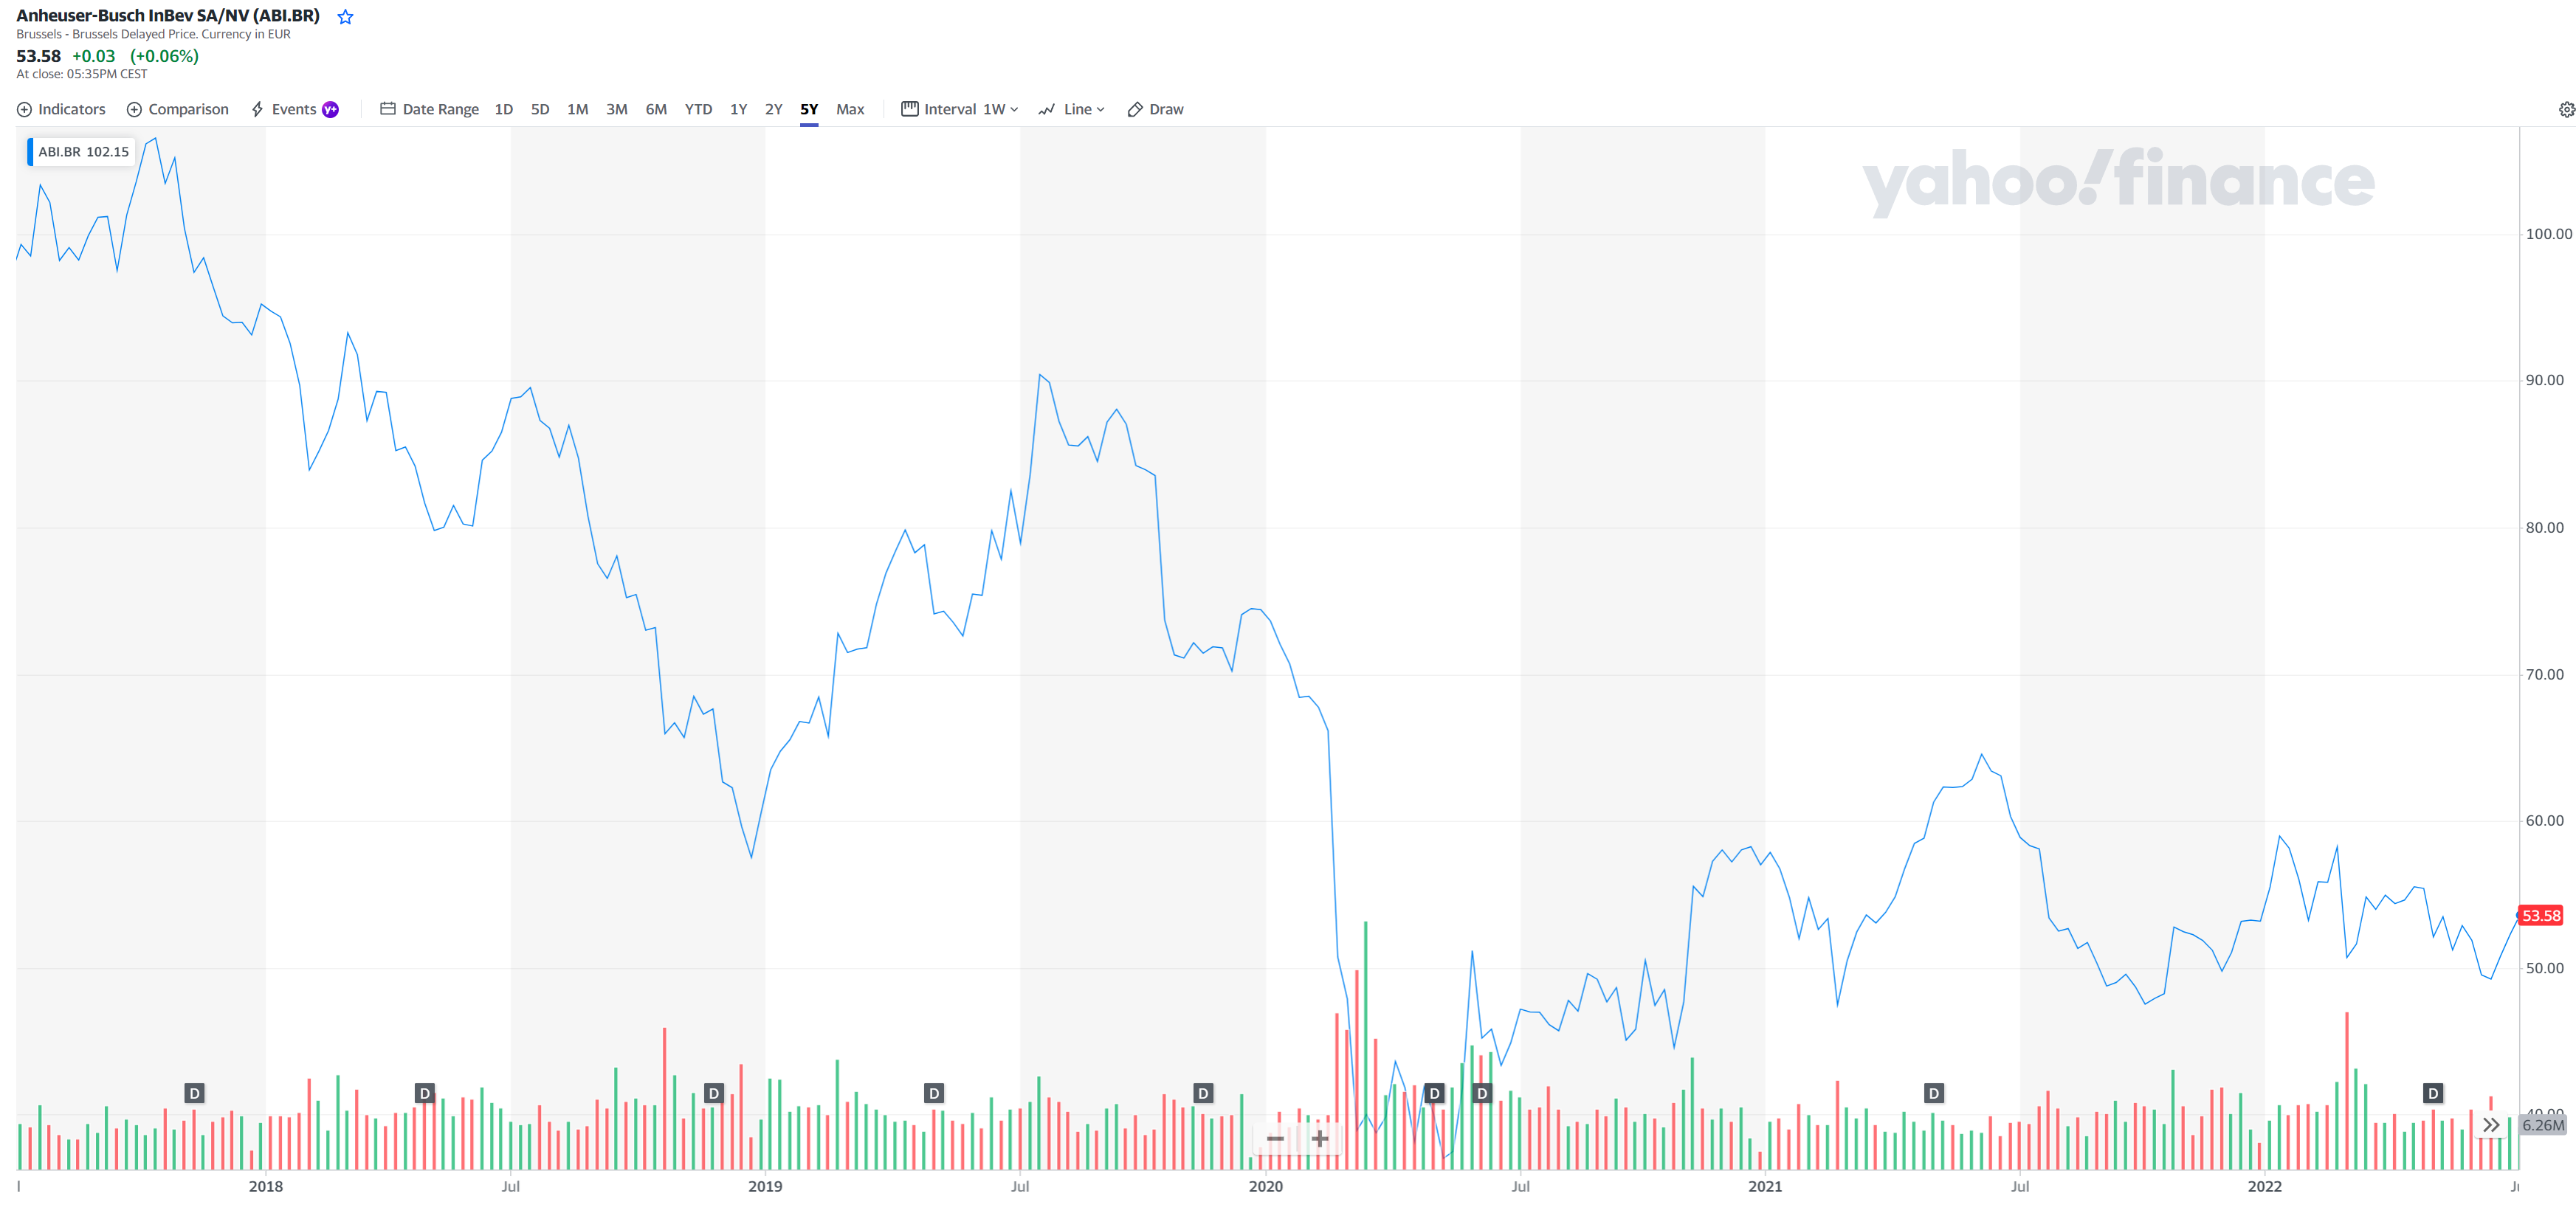 Anheuser-Busch InBev SA/NV (ABI.BR)
Brussels - Brussels Delayed Price. Currency in EUR
53.58 +0.03 (+0.06%)
At close: 05:35PM CEST
Indicators Comparison Events y+ Date Range 1D 5D 1M 3M 6M YTD 1Y 2Y 5Y Max Interval 1W Line Draw
ABI.BR 102.15
yahoo!finance
100.00
90.00
80.00
70.00
60.00
53.58
50.00
D D D D D D D D D
40.00
6.26M
2018 Jul 2019 Jul 2020 Jul 2021 Jul 2022